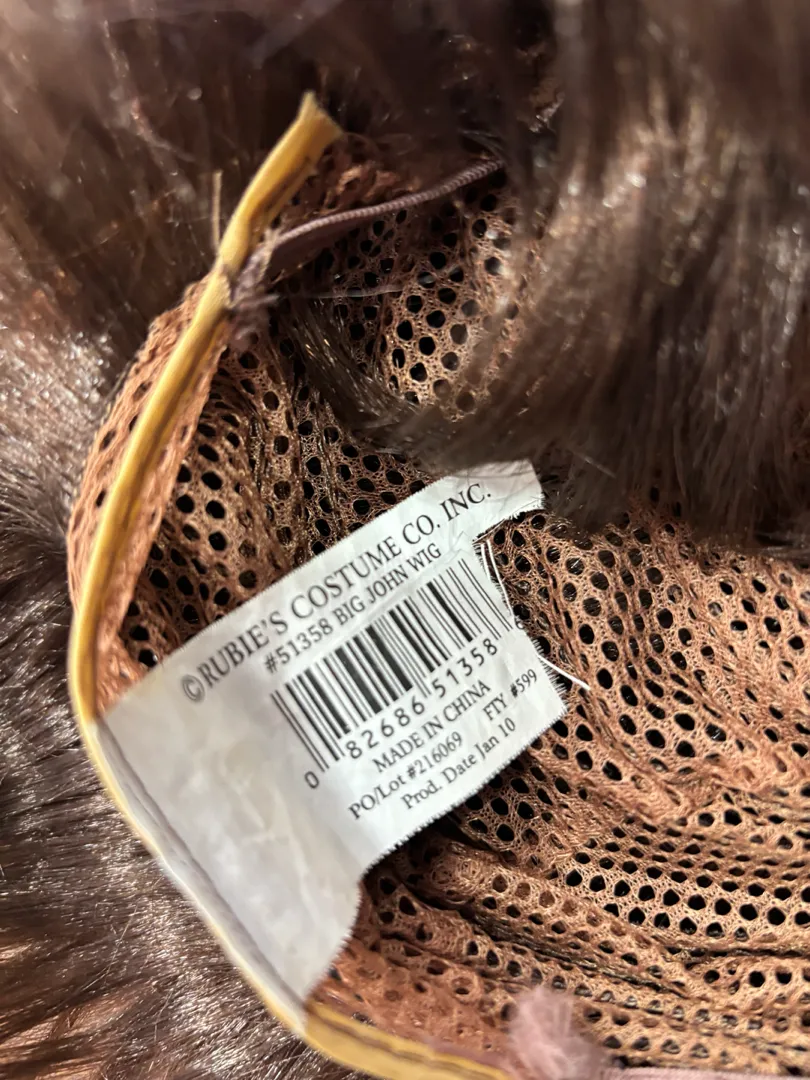 ©RUBIE'S COSTUME CO. INC.
#51358 BIG JOHN WIG
0 82686 51358
MADE IN CHINA
PO/Lot #216069 FTY #599
Prod. Date Jan 10